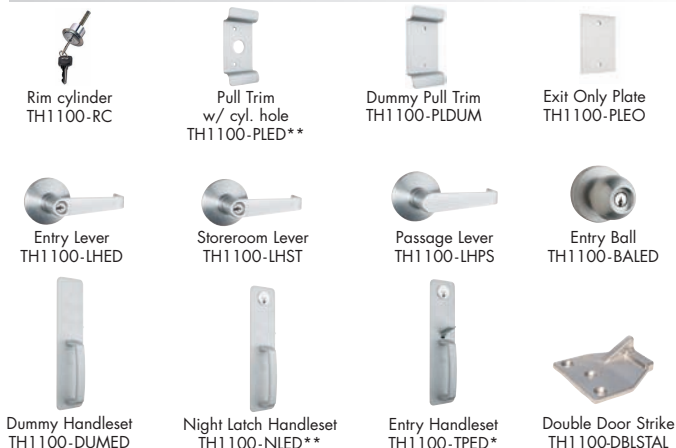 Rim cylinder
TH1100-RC
Pull Trim
w/ cyl. hole
TH1100-PLED**
Dummy Pull Trim
TH1100-PLDUM
Exit Only Plate
TH1100-PLEO
Entry Lever
TH1100-LHED
Storeroom Lever
TH1100-LHST
Passage Lever
TH1100-LHPS
Entry Ball
TH1100-BALED
Dummy Handleset
TH1100-DUMED
Night Latch Handleset
TH1100-NLED**
Entry Handleset
TH1100-TPED*
Double Door Strike
TH1100-DBLSTAL